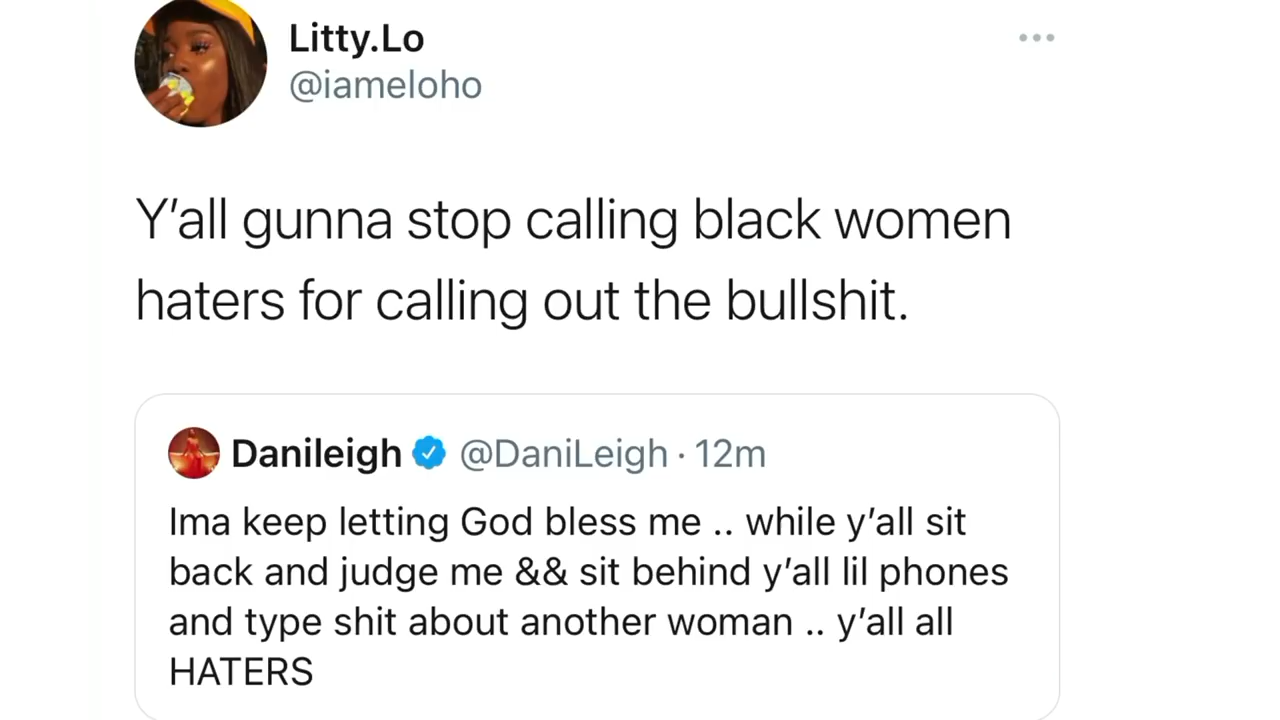 Litty.Lo
@iameloho
Y’all gunna stop calling black women
haters for calling out the bullshit.
Danileigh @DaniLeigh · 12m
Ima keep letting God bless me .. while y’all sit
back and judge me && sit behind y’all lil phones
and type shit about another woman .. y’all all
HATERS